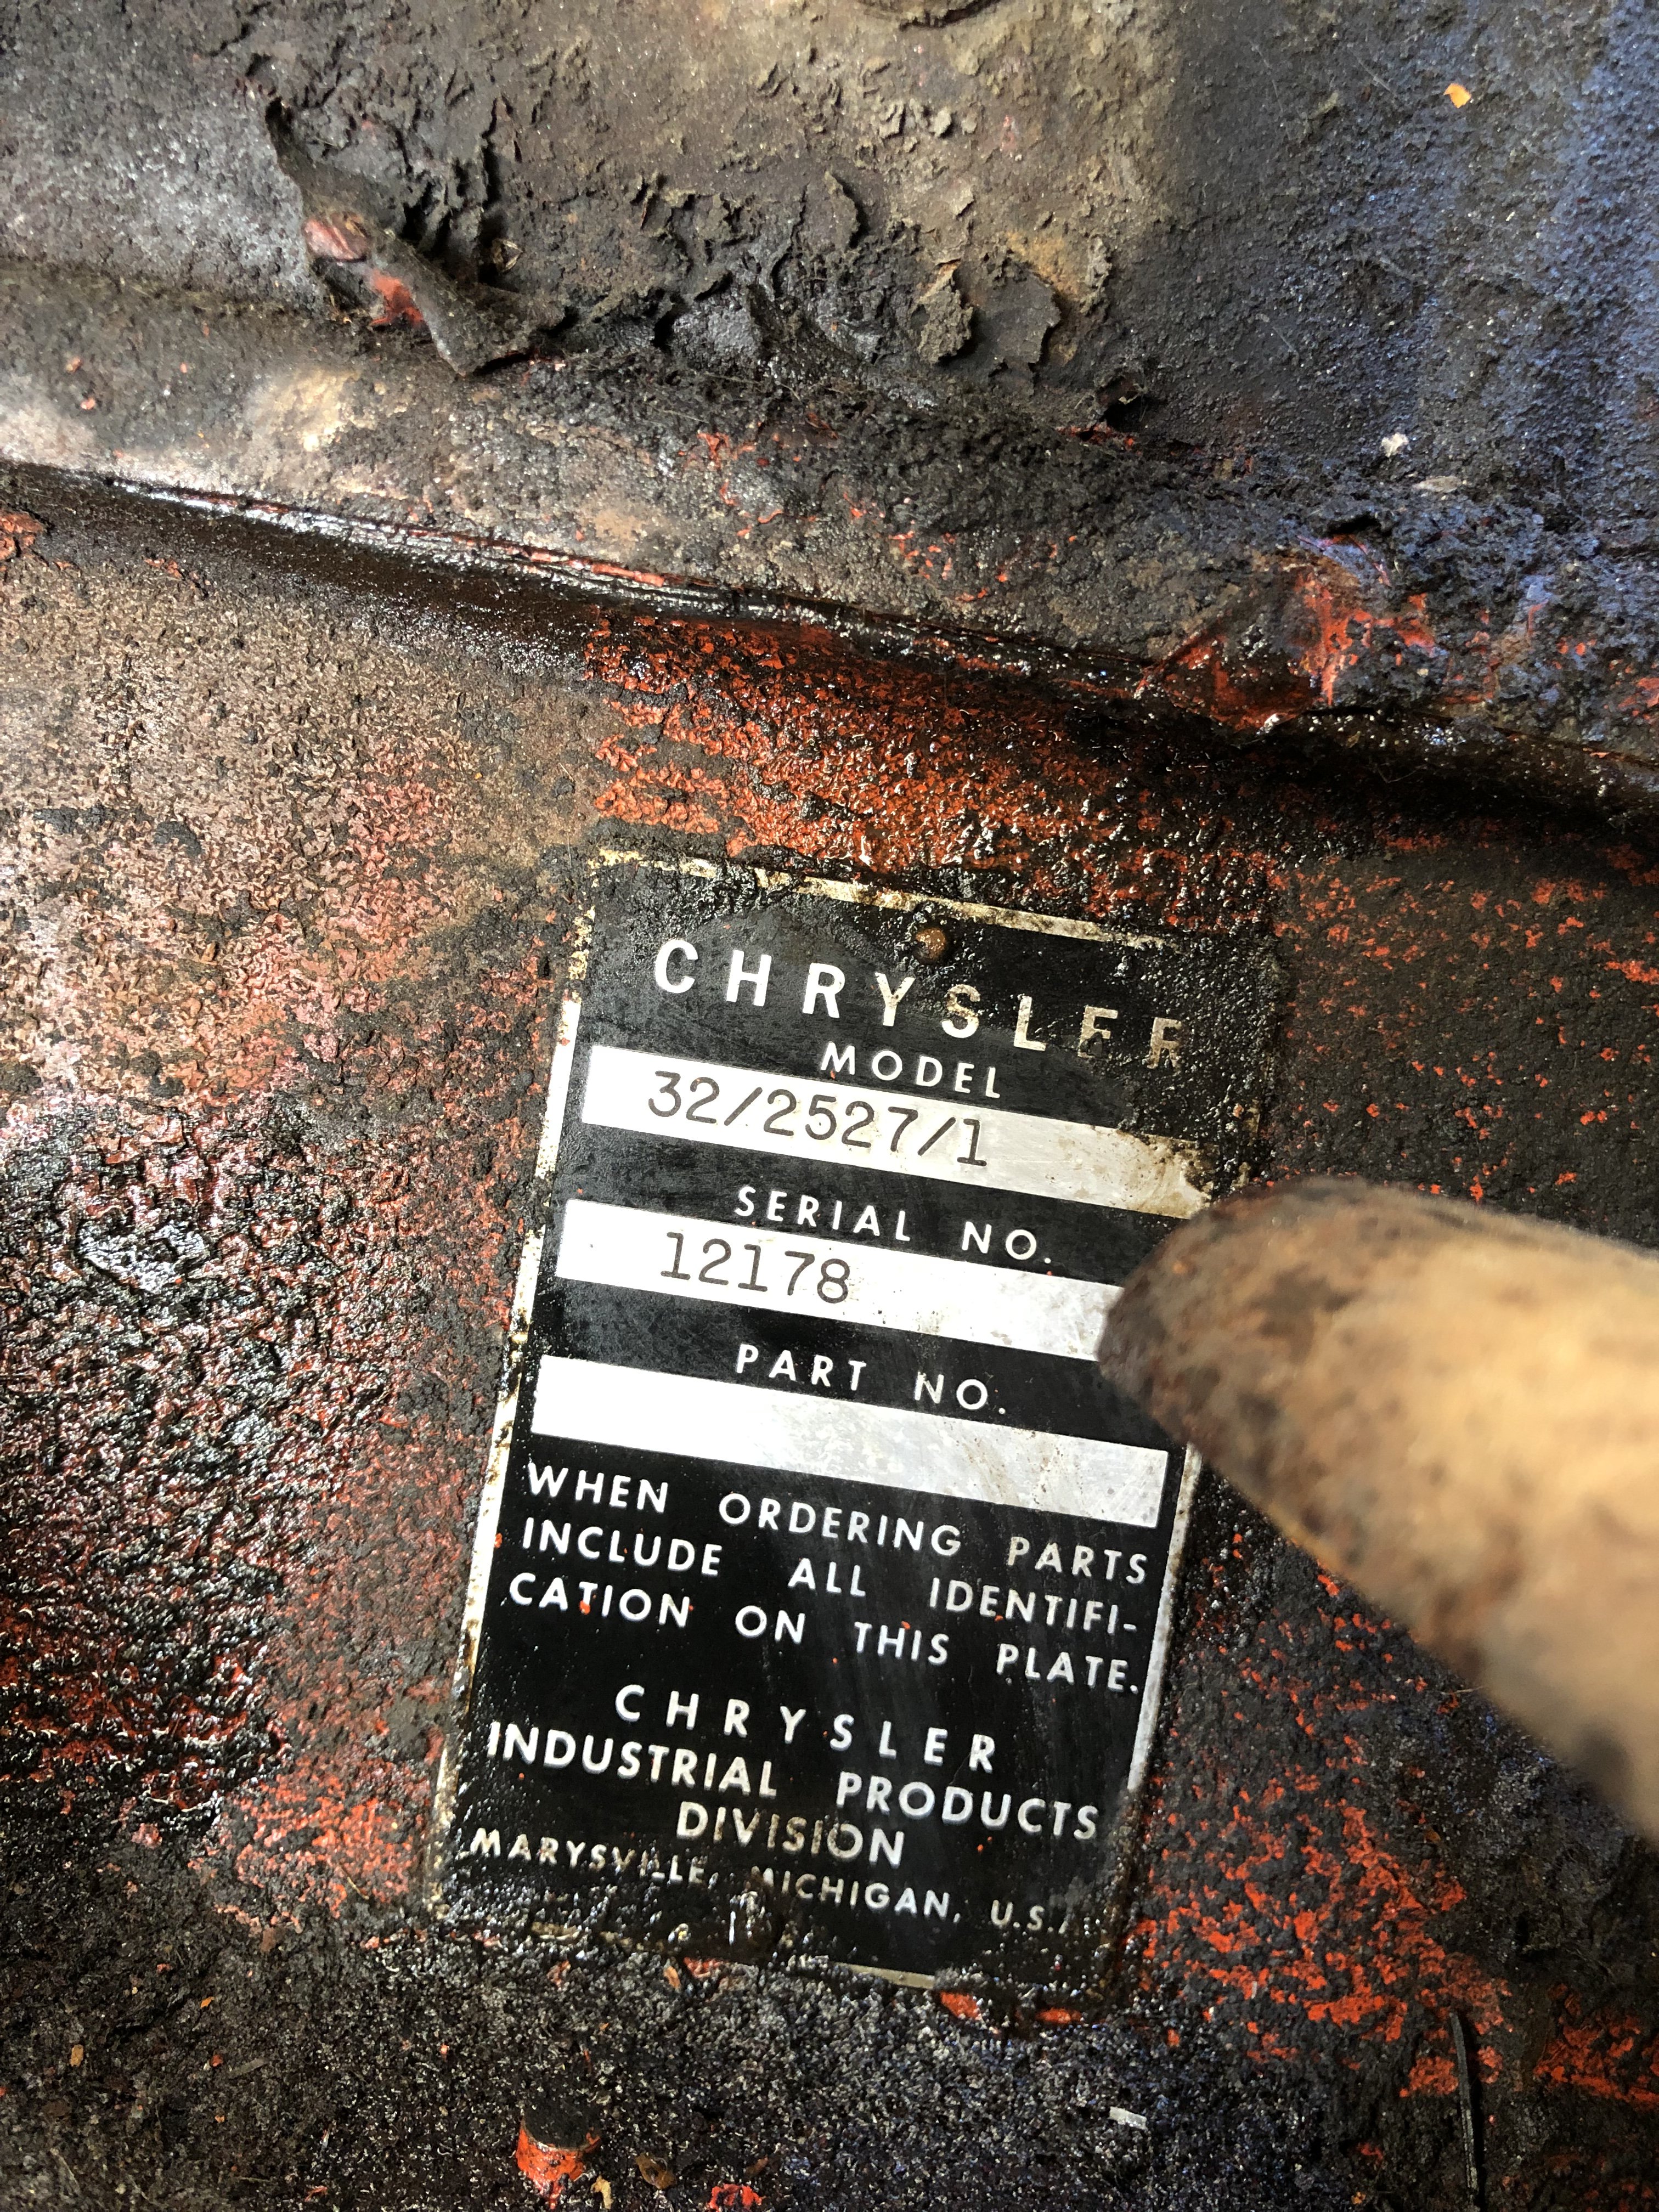 CHRYSLER
MODEL
32/2527/1
SERIAL NO.
12178
PART NO.
WHEN ORDERING PARTS
INCLUDE ALL IDENTIFI-
CATION ON THIS PLATE.
CHRYSLER
INDUSTRIAL PRODUCTS
DIVISION
MARYSVILLE, MICHIGAN, U.S.A